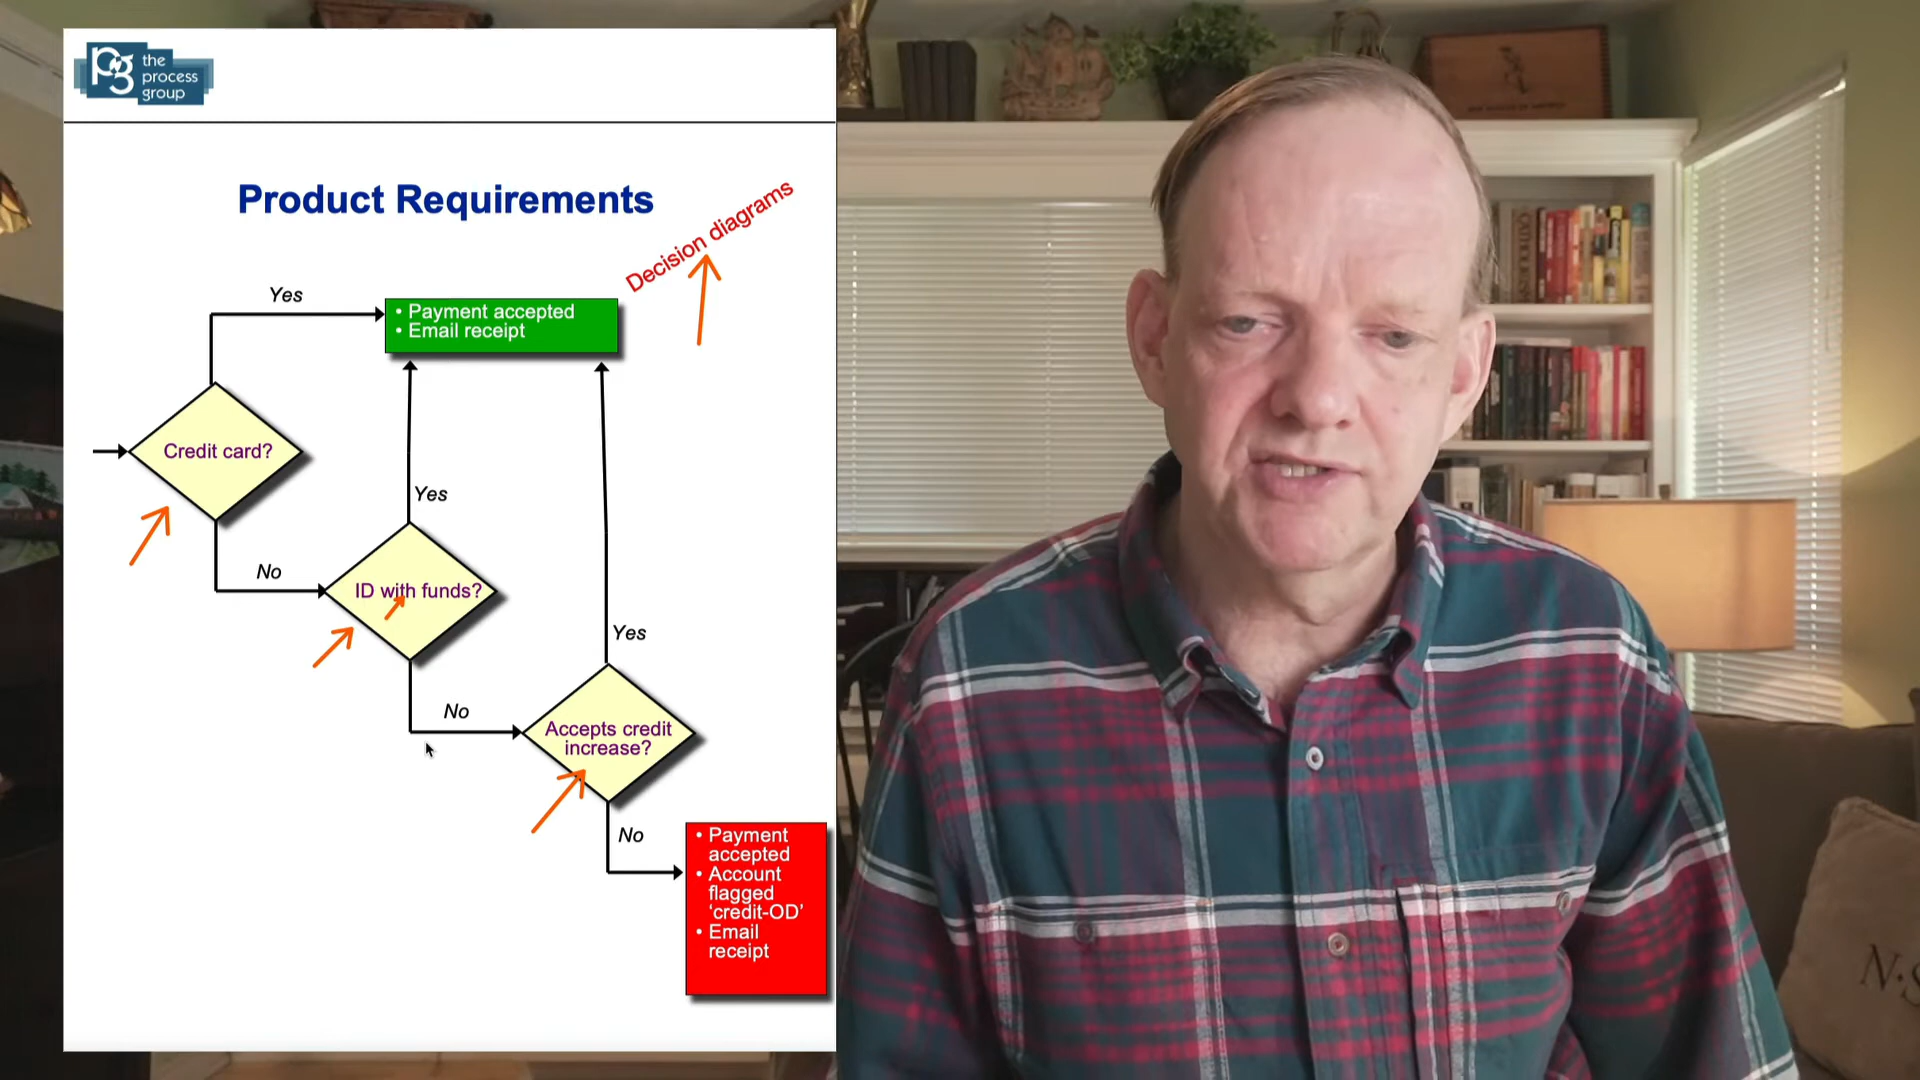 the
process
group
Product Requirements
Decision diagrams
Yes
• Payment accepted
• Email receipt
Credit card?
Yes
No
ID with funds?
Yes
No
Accepts credit
increase?
No
• Payment
accepted
• Account
flagged
‘credit-OD’
• Email
receipt